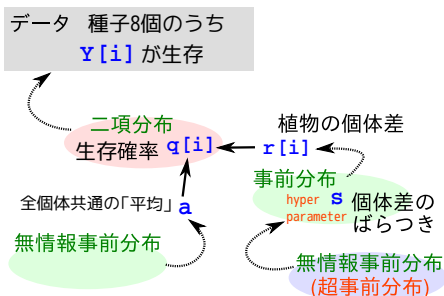 データ 種子8個のうち
Y[i] が生存
二項分布
生存確率 q[i]
植物の個体差
r[i]
事前分布
hyper parameter
s 個体差のばらつき
全個体共通の「平均」 a
無情報事前分布
無情報事前分布
(超事前分布)